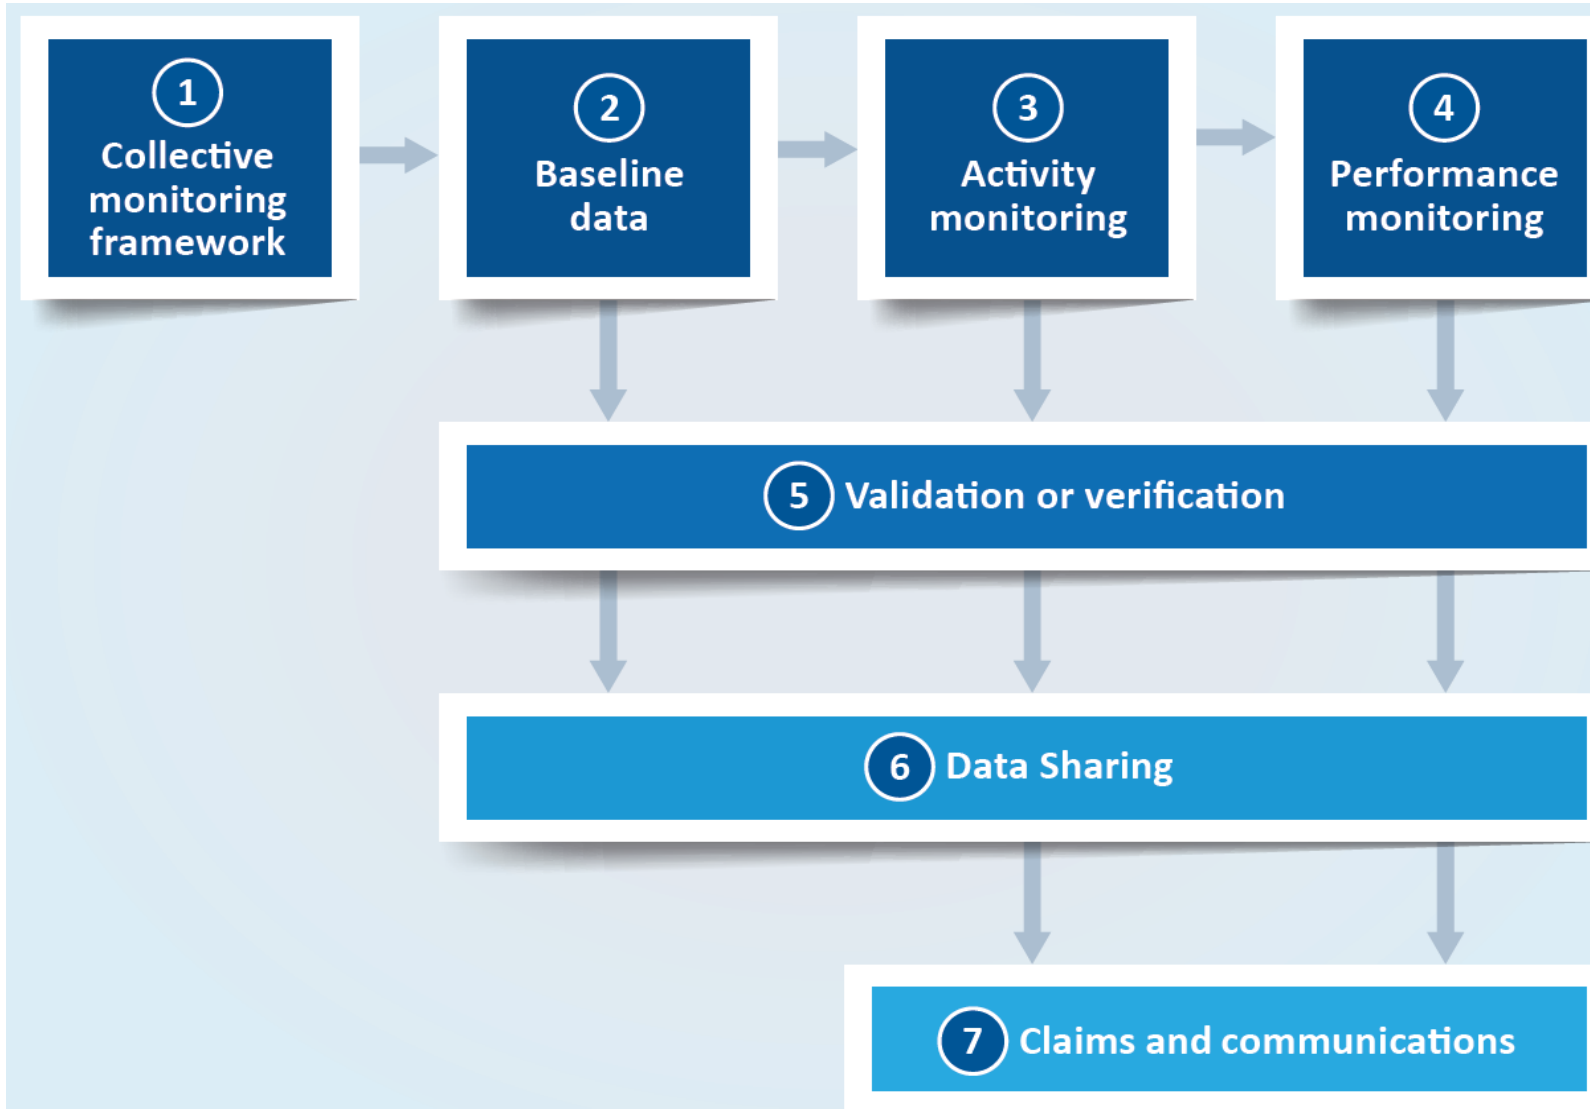 1
Collective
monitoring
framework
2
Baseline
data
3
Activity
monitoring
4
Performance
monitoring
5 Validation or verification
6 Data Sharing
7 Claims and communications